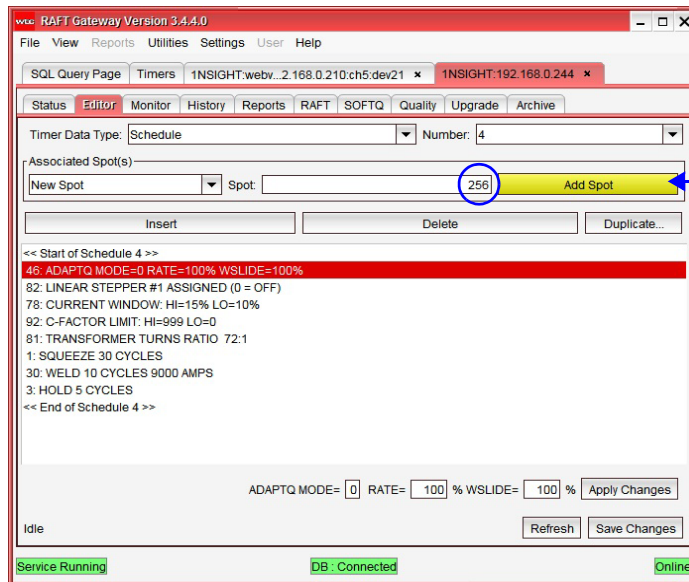 wtc RAFT Gateway Version 3.4.4.0
File View Reports Utilities Settings User Help
SQL Query Page Timers 1NSIGHT:webv...2.168.0.210:ch5:dev21 × 1NSIGHT:192.168.0.244 ×
Status Editor Monitor History Reports RAFT SOFTQ Quality Upgrade Archive
Timer Data Type: Schedule Number: 4
Associated Spot(s)
New Spot Spot: 256 Add Spot
Insert Delete Duplicate...
<< Start of Schedule 4 >>
46: ADAPTQ MODE=0 RATE=100% WSLIDE=100%
82: LINEAR STEPPER #1 ASSIGNED (0 = OFF)
78: CURRENT WINDOW: HI=15% LO=10%
92: C-FACTOR LIMIT: HI=999 LO=0
81: TRANSFORMER TURNS RATIO 72:1
1: SQUEEZE 30 CYCLES
30: WELD 10 CYCLES 9000 AMPS
3: HOLD 5 CYCLES
<< End of Schedule 4 >>
ADAPTQ MODE= 0 RATE= 100 % WSLIDE= 100 % Apply Changes
Idle Refresh Save Changes
Service Running DB : Connected Online